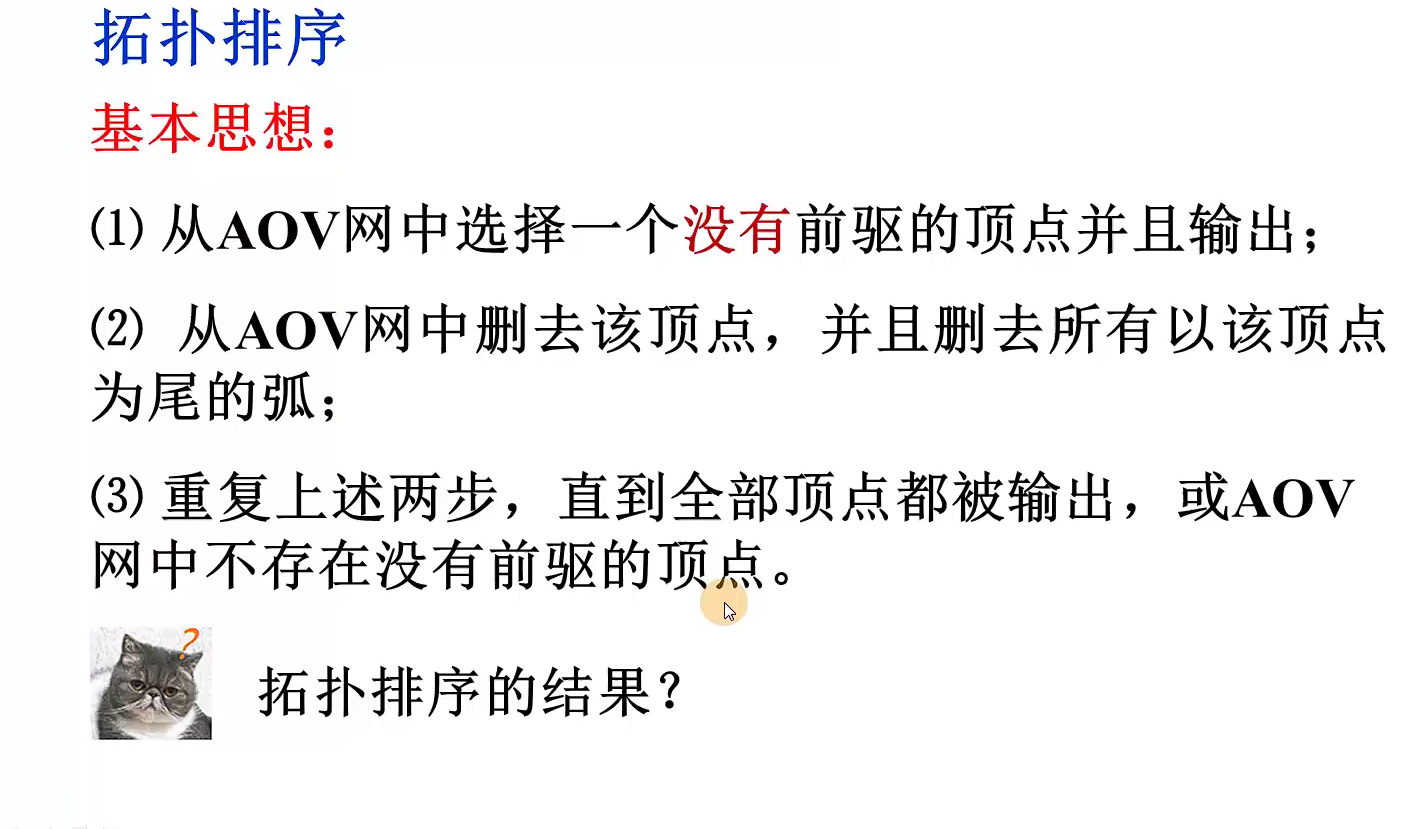 拓扑排序
基本思想：
⑴ 从AOV网中选择一个没有前驱的顶点并且输出；
⑵ 从AOV网中删去该顶点，并且删去所有以该顶点
为尾的弧；
⑶ 重复上述两步，直到全部顶点都被输出，或AOV
网中不存在没有前驱的顶点。
?
拓扑排序的结果？